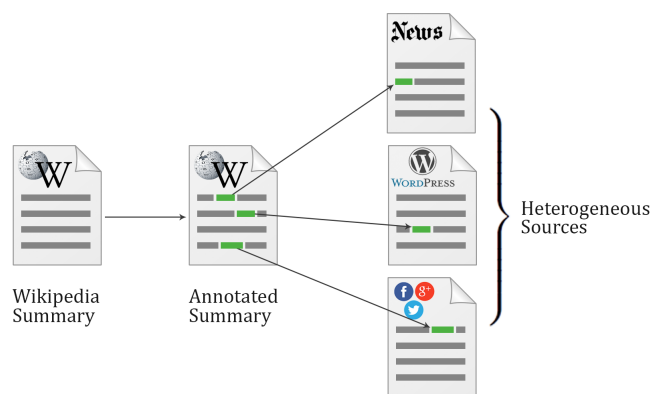 News
W
W
WORDPRESS
Heterogeneous
Sources
f g+
Wikipedia
Summary
Annotated
Summary